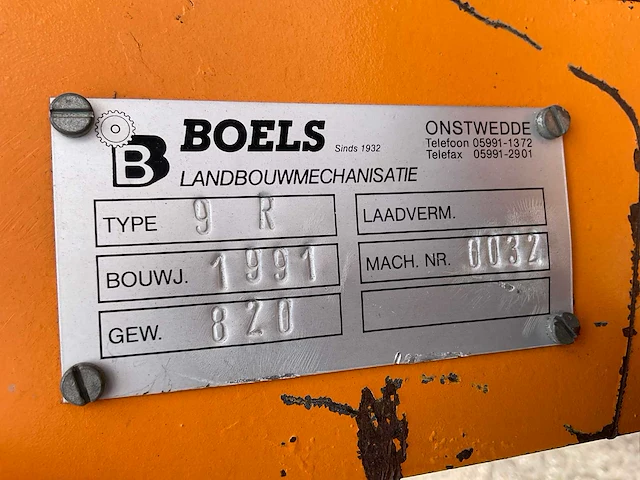 B
BOELS
Sinds 1932
ONSTWEDDE
Telefoon 05991-1372
Telefax 05991-2901
LANDBOUWMECHANISATIE
TYPE 9 R
LAADVERM.
BOUWJ. 1991
MACH. NR. 0032
GEW. 820